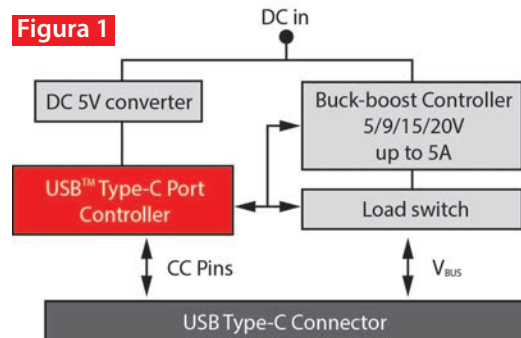 Figura 1
DC in
DC 5V converter
Buck-boost Controller
5/9/15/20V
up to 5A
USB™ Type-C Port
Controller
Load switch
CC Pins
VBUS
USB Type-C Connector